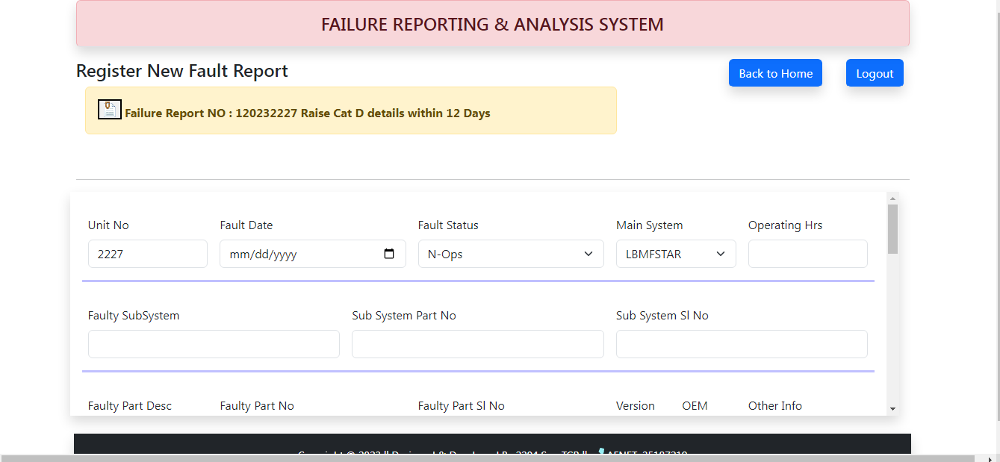 FAILURE REPORTING & ANALYSIS SYSTEM
Register New Fault Report
Back to Home
Logout
Failure Report NO : 120232227 Raise Cat D details within 12 Days
Unit No
Fault Date
Fault Status
Main System
Operating Hrs
2227
mm/dd/yyyy
N-Ops
LBMFSTAR
Faulty SubSystem
Sub System Part No
Sub System Sl No
Faulty Part Desc
Faulty Part No
Faulty Part Sl No
Version
OEM
Other Info